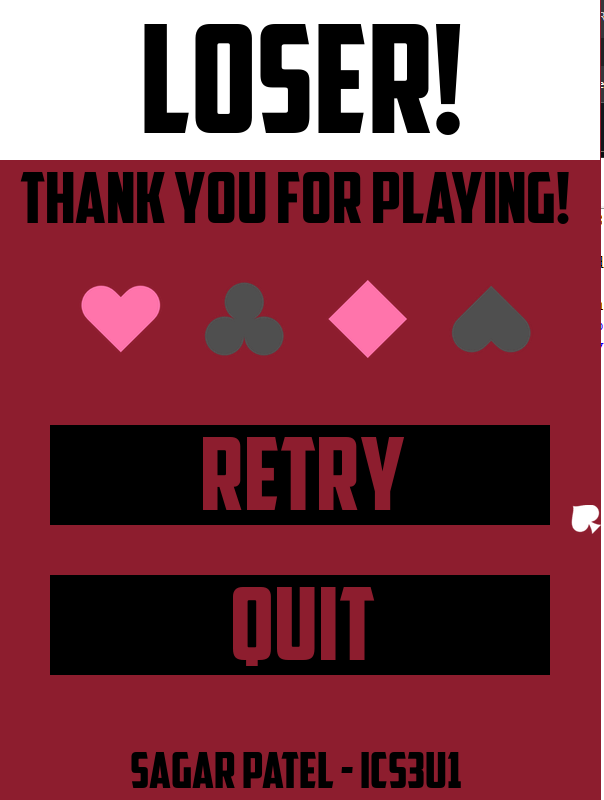 LOSER!
THANK YOU FOR PLAYING!
RETRY
QUIT
SAGAR PATEL - ICS3U1